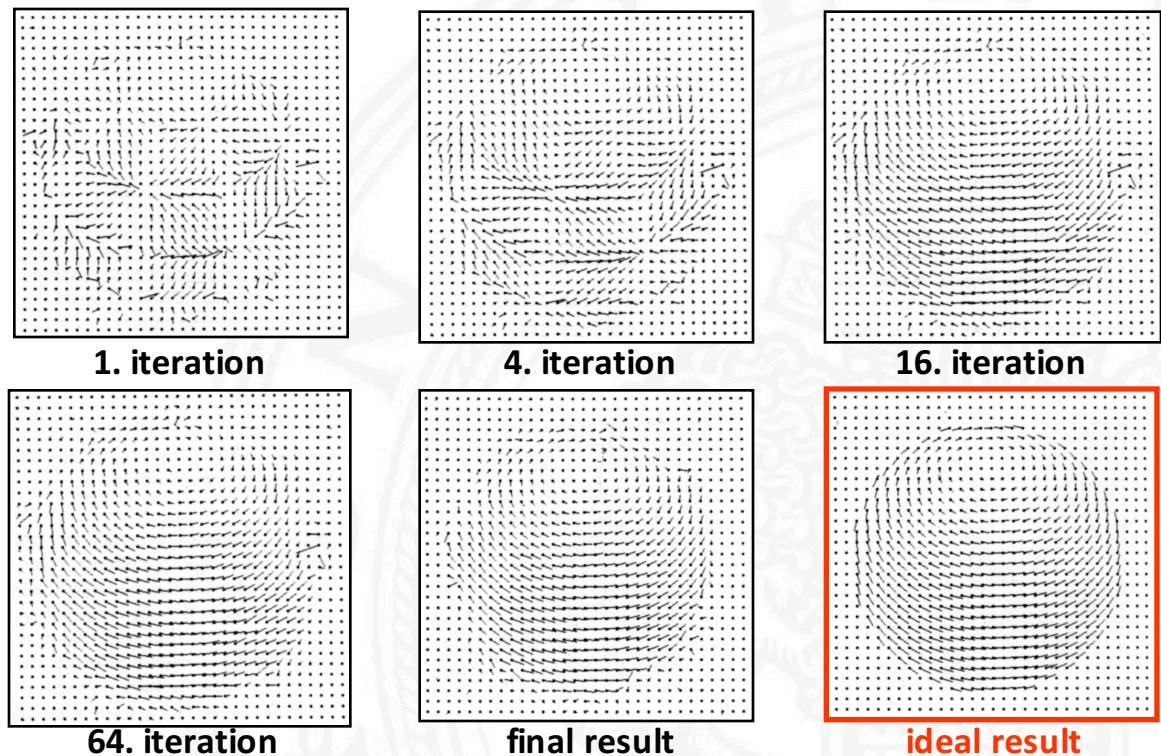 1. iteration
4. iteration
16. iteration
64. iteration
final result
ideal result